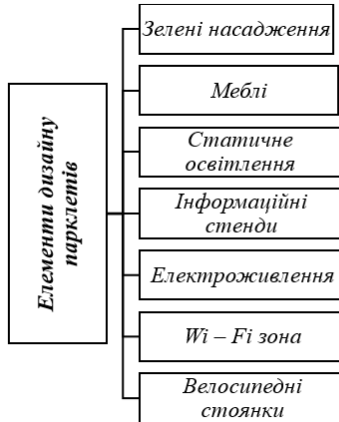 Елементи дизайну
парклетів
Зелені насадження
Меблі
Статичне
освітлення
Інформаційні
стенди
Електроживлення
Wi – Fi зона
Велосипедні
стоянки